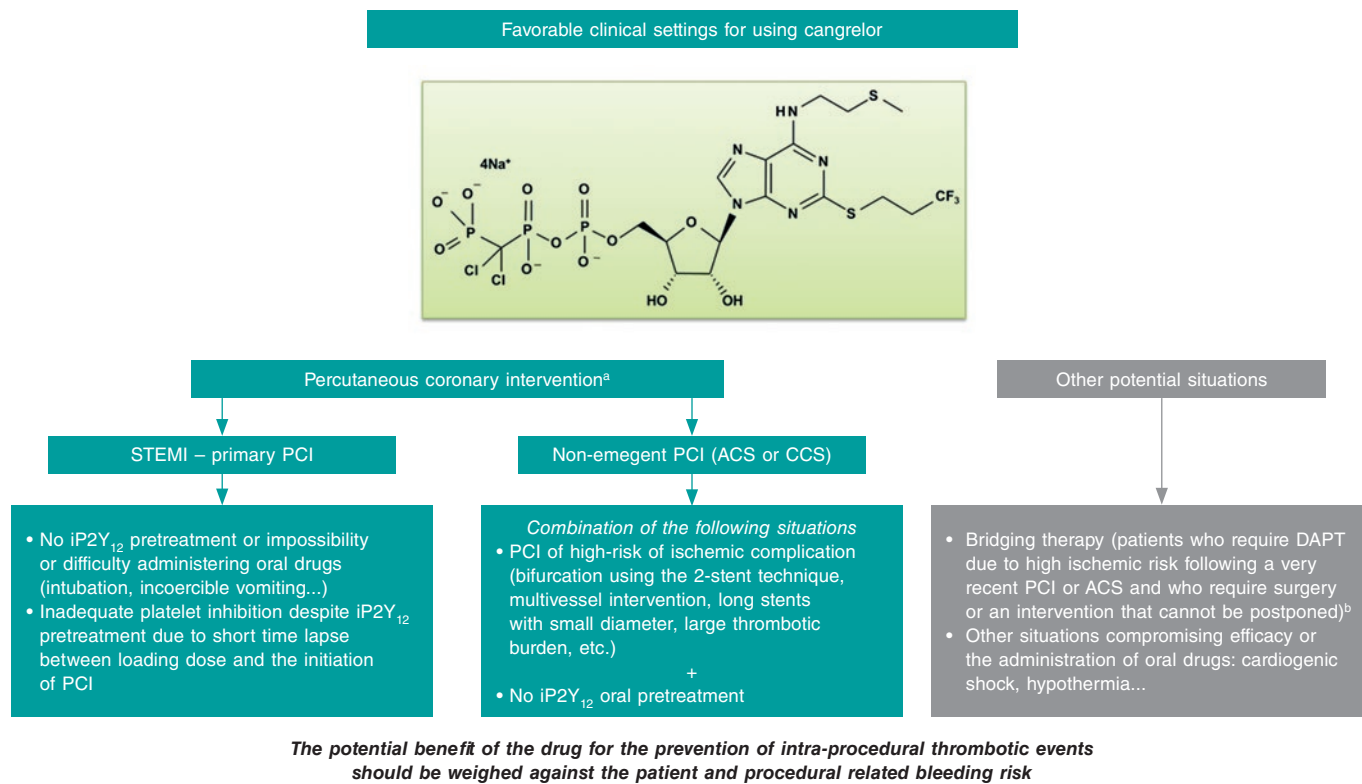 Favorable clinical settings for using cangrelor
S
HN
N
N
4Na⁺
O⁻
O⁻
O
O
N
N
S
CF₃
O
P
P
P
O
O
O
O
Cl
Cl
O⁻
O⁻
HO
OH
Percutaneous coronary interventionᵃ
Other potential situations
STEMI – primary PCI
Non-emegent PCI (ACS or CCS)
• No iP2Y₁₂ pretreatment or impossibility
or difficulty administering oral drugs
(intubation, incoercible vomiting...)
• Inadequate platelet inhibition despite iP2Y₁₂
pretreatment due to short time lapse
between loading dose and the initiation
of PCI
Combination of the following situations
• PCI of high-risk of ischemic complication
(bifurcation using the 2-stent technique,
multivessel intervention, long stents
with small diameter, large thrombotic
burden, etc.)
+
• No iP2Y₁₂ oral pretreatment
• Bridging therapy (patients who require DAPT
due to high ischemic risk following a very
recent PCI or ACS and who require surgery
or an intervention that cannot be postponed)ᵇ
• Other situations compromising efficacy or
the administration of oral drugs: cardiogenic
shock, hypothermia...
The potential benefit of the drug for the prevention of intra-procedural thrombotic events
should be weighed against the patient and procedural related bleeding risk